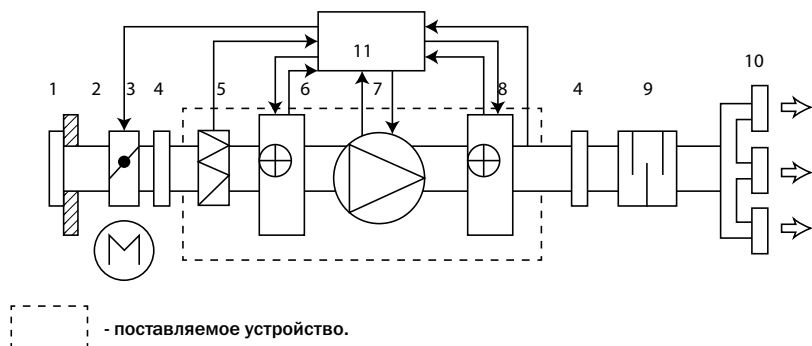 11
1 2 3 4 5 6 7 8 4 9 10
M
- поставляемое устройство.